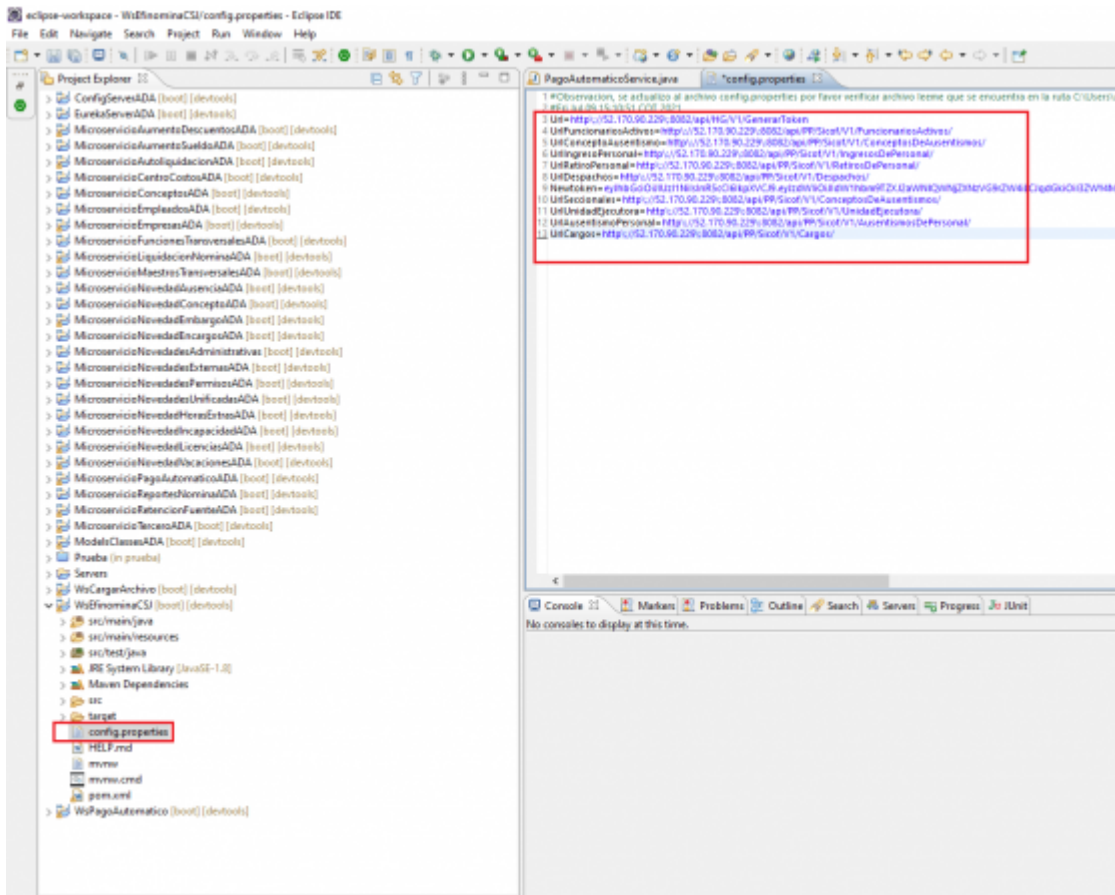 eclipse-workspace - WsEfinominaCSJ/config.properties - Eclipse IDE
File Edit Navigate Search Project Run Window Help
Project Explorer
PagoAutomaticoService.java
*config.properties
ConfigServerADA [boot] [devtools]
EurekaServerADA [boot] [devtools]
MicroservicioAumentoDescuentosADA [boot] [devtools]
MicroservicioAumentoSueldoADA [boot] [devtools]
MicroservicioAutoliquidacionADA [boot] [devtools]
MicroservicioCentroCostosADA [boot] [devtools]
MicroservicioConceptosADA [boot] [devtools]
MicroservicioEmpleadosADA [boot] [devtools]
MicroservicioEmpresasADA [boot] [devtools]
MicroservicioFuncionesTransversalesADA [boot] [devtools]
MicroservicioLiquidacionNominaADA [boot] [devtools]
MicroservicioMaestrosTransversalesADA [boot] [devtools]
MicroservicioNovedadAusenciaADA [boot] [devtools]
MicroservicioNovedadConceptoADA [boot] [devtools]
MicroservicioNovedadEmbargoADA [boot] [devtools]
MicroservicioNovedadEncargosADA [boot] [devtools]
MicroservicioNovedadesAdministrativas [boot] [devtools]
MicroservicioNovedadesExternasADA [boot] [devtools]
MicroservicioNovedadesPermisosADA [boot] [devtools]
MicroservicioNovedadesUnificadasADA [boot] [devtools]
MicroservicioNovedadHorasExtrasADA [boot] [devtools]
MicroservicioNovedadIncapacidadADA [boot] [devtools]
MicroservicioNovedadLicenciasADA [boot] [devtools]
MicroservicioNovedadVacacionesADA [boot] [devtools]
MicroservicioPagoAutomaticoADA [boot] [devtools]
MicroservicioReportesNominaADA [boot] [devtools]
MicroservicioRetencionFuenteADA [boot] [devtools]
MicroservicioTerceroADA [boot] [devtools]
ModelsClassesADA [boot] [devtools]
Prueba (in prueba)
Servers
WsCargarArchivo [boot] [devtools]
WsEfinominaCSJ [boot] [devtools]
src/main/java
src/main/resources
src/test/java
JRE System Library [JavaSE-1.8]
Maven Dependencies
src
target
config.properties
HELP.md
mvnw
mvnw.cmd
pom.xml
WsPagoAutomatico [boot] [devtools]
1 #Observacion, se actualizo al archivo config.properties por favor verificar archivo leeme que se encuentra en la ruta C:\Users\
2 #Fri Jul 09 15:10:51 COT 2021
3 Url=http\://52.170.90.229\:8082/api/HG/V1/GenerarToken
4 UrlFuncionariosActivos=http\://52.170.90.229\:8082/api/PP/Sicof/V1/FuncionariosActivos/
5 UrlConceptoAusentismo=http\://52.170.90.229\:8082/api/PP/Sicof/V1/ConceptosDeAusentismos/
6 UrlIngresoPersonal=http\://52.170.90.229\:8082/api/PP/Sicof/V1/IngresosDePersonal/
7 UrlRetiroPersonal=http\://52.170.90.229\:8082/api/PP/Sicof/V1/RetirosDePersonal/
8 UrlDespachos=http\://52.170.90.229\:8082/api/PP/Sicof/V1/Despachos/
9 Newtoken=
10 UrlSeccionales=http\://52.170.90.229\:8082/api/PP/Sicof/V1/ConceptosDeAusentismos/
11 UrlUnidadEjecutora=http\://52.170.90.229\:8082/api/PP/Sicof/V1/UnidadEjecutora/
12 UrlAusentismoPersonal=http\://52.170.90.229\:8082/api/PP/Sicof/V1/AusentismosDePersonal/
13 UrlCargos=http\://52.170.90.229\:8082/api/PP/Sicof/V1/Cargos/
Console Markers Problems Outline Search Servers Progress JUnit
No consoles to display at this time.